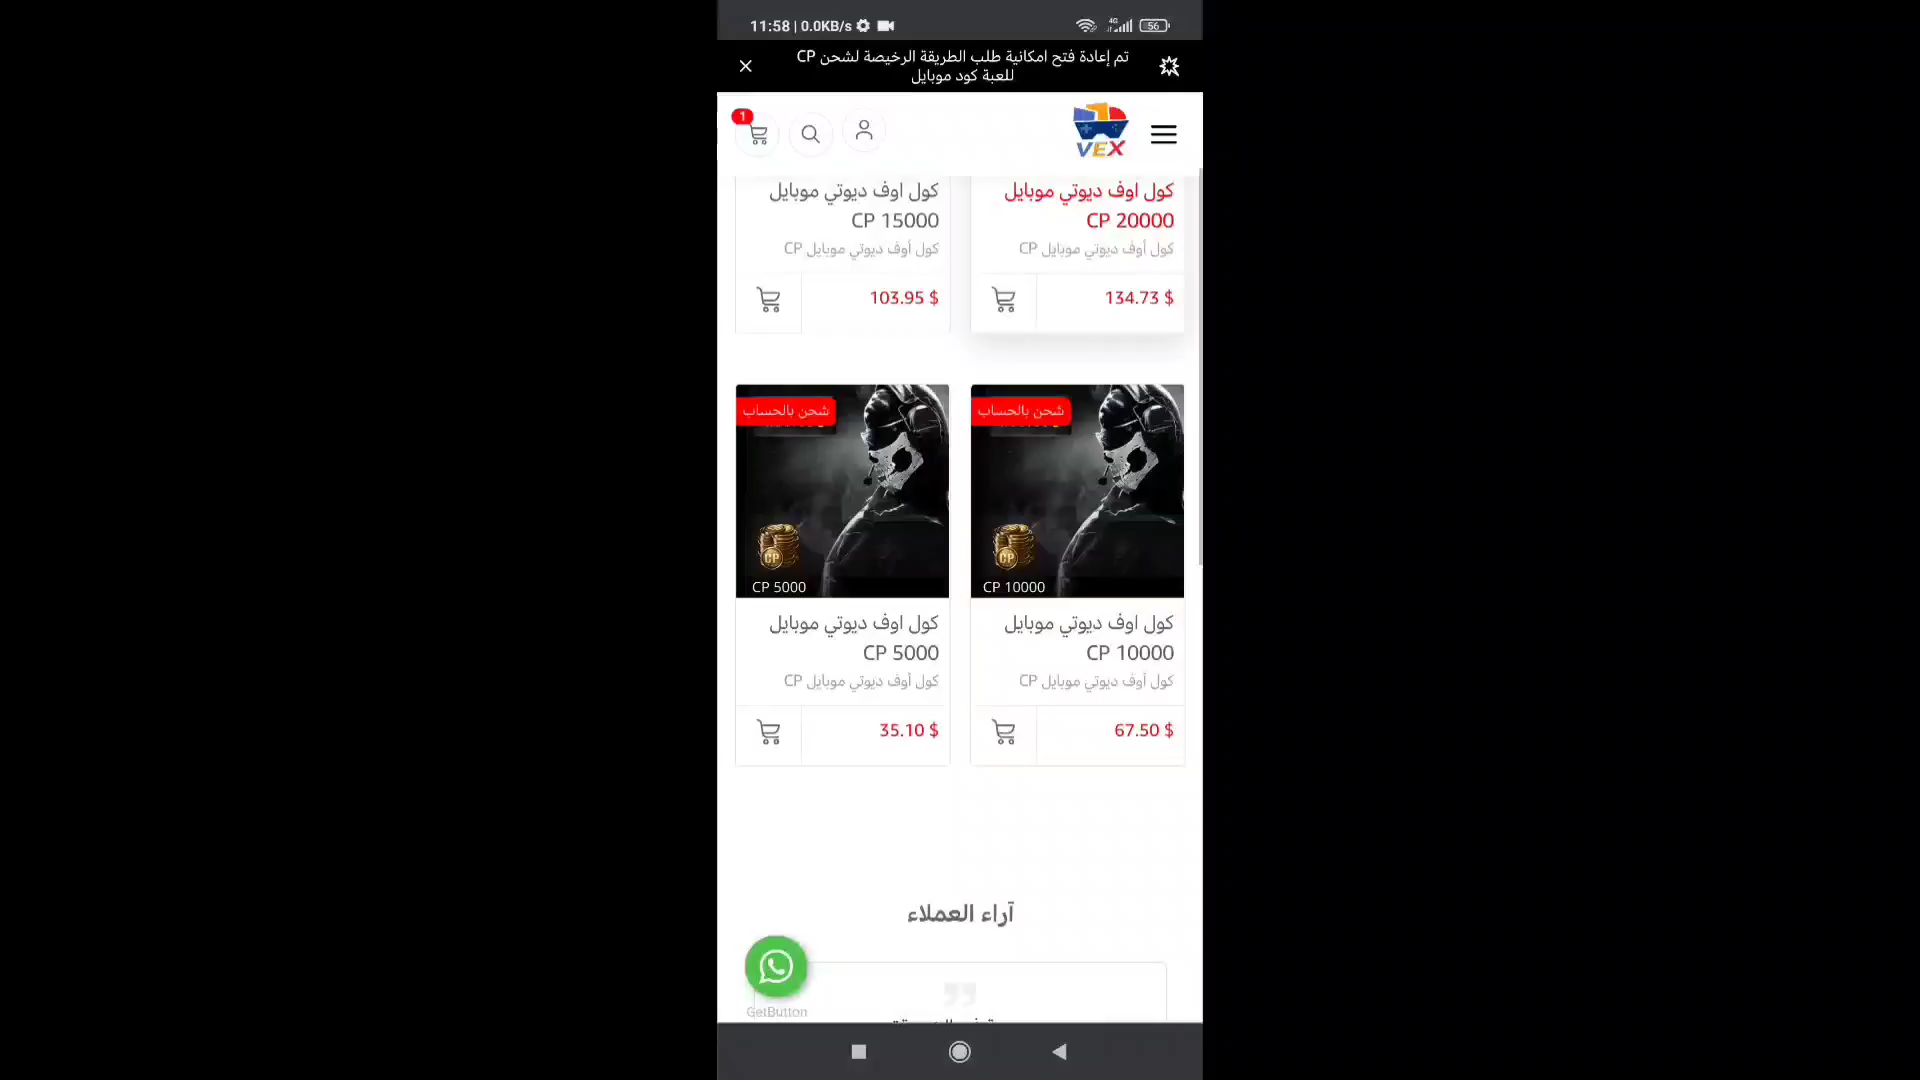 11:58 | 0.0KB/s
4G
56
تم إعادة فتح امكانية طلب الطريقة الرخيصة لشحن CP
للعبة كود موبايل
1
VEX
كول اوف ديوتي موبايل
CP 20000
كول أوف ديوتي موبايل CP
134.73 $
كول اوف ديوتي موبايل
CP 15000
كول أوف ديوتي موبايل CP
103.95 $
شحن بالحساب
CP
CP 10000
كول اوف ديوتي موبايل
CP 10000
كول أوف ديوتي موبايل CP
67.50 $
شحن بالحساب
CP
CP 5000
كول اوف ديوتي موبايل
CP 5000
كول أوف ديوتي موبايل CP
35.10 $
آراء العملاء
GetButton